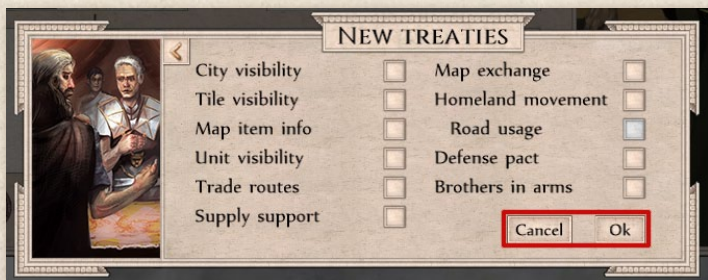 NEW TREATIES
City visibility
Tile visibility
Map item info
Unit visibility
Trade routes
Supply support
Map exchange
Homeland movement
Road usage
Defense pact
Brothers in arms
Cancel
Ok